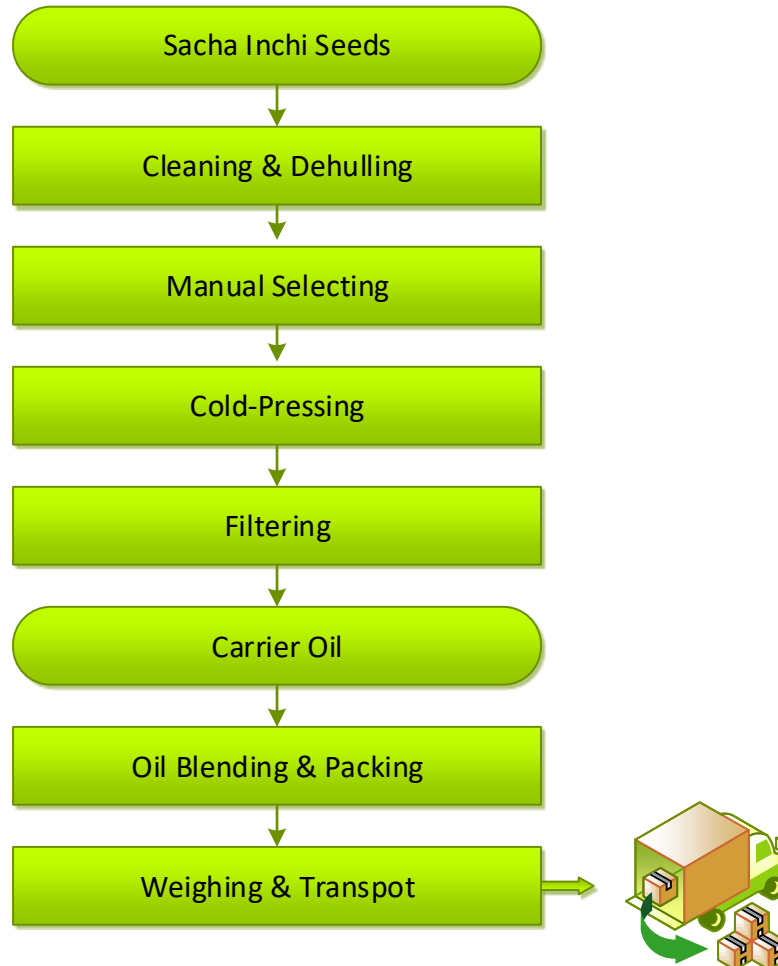 Sacha Inchi Seeds
Cleaning & Dehulling
Manual Selecting
Cold-Pressing
Filtering
Carrier Oil
Oil Blending & Packing
Weighing & Transpot